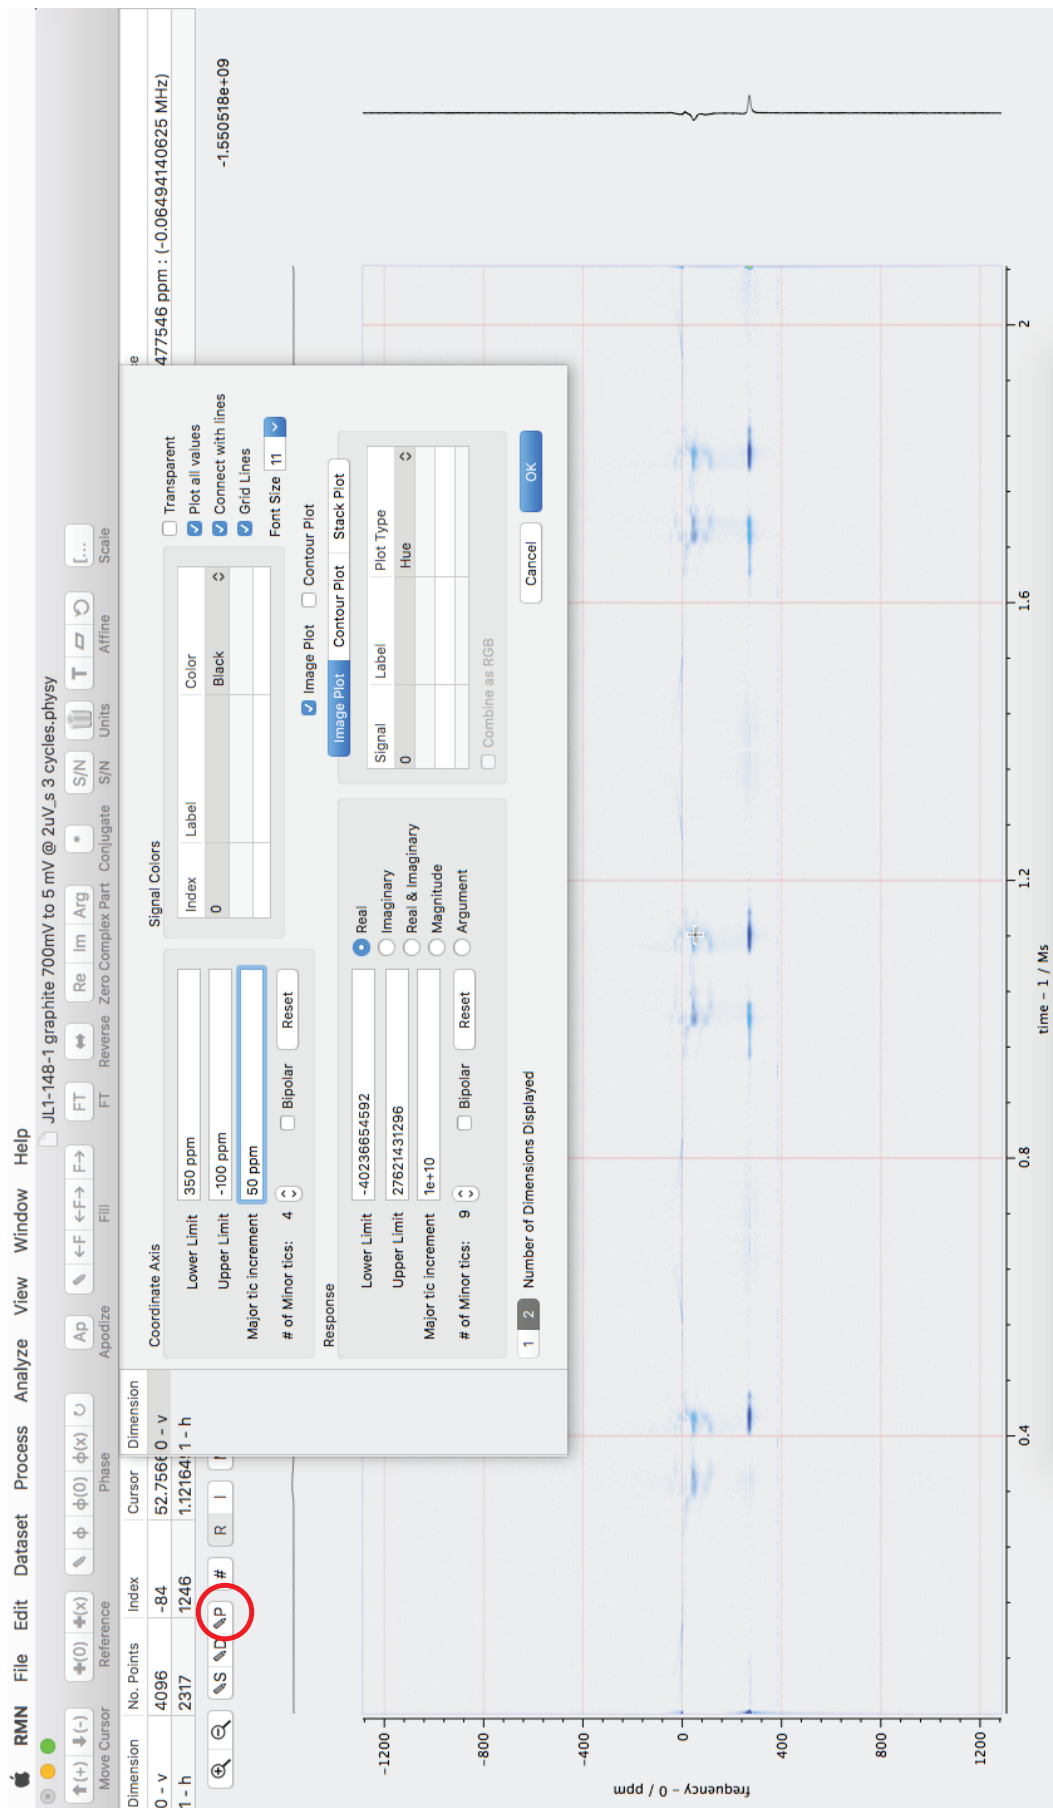 RMN File Edit Dataset Process Analyze View Window Help
JL1-148-1 graphite 700mV to 5 mV @ 2uV_s 3 cycles.physy
(+) (-) +(0) +(x) ϕ ϕ(0) ϕ(x) Ap ←F ←F→ F→ FT Re Im Arg * S/N T [...
Move Cursor Reference Phase Apodize Fill FT Reverse Zero Complex Part Conjugate S/N Units Affine Scale
Dimension No. Points Index Cursor Dimension
0 - v 4096 -84 52.756 0 - v 477546 ppm : (-0.06494140625 MHz)
1 - h 2317 1246 1.1216 1 - h
S D P # R I
-1.550518e+09
Coordinate Axis
Lower Limit 350 ppm
Upper Limit -100 ppm
Major tic increment 50 ppm
# of Minor tics: 4 Bipolar Reset
Signal Colors
Index Label Color
0 Black
Transparent
Plot all values
Connect with lines
Grid Lines
Font Size 11
Response
Lower Limit -40236654592
Upper Limit 27621431296
Major tic increment 1e+10
# of Minor tics: 9 Bipolar Reset
Real
Imaginary
Real & Imaginary
Magnitude
Argument
Image Plot Contour Plot
Image Plot Contour Plot Stack Plot
Signal Label Plot Type
0 Hue
Combine as RGB
1 2 Number of Dimensions Displayed
Cancel OK
-1200
-800
-400
0
400
800
1200
frequency - 0 / ppm
0.4 0.8 1.2 1.6 2
time - 1 / Ms